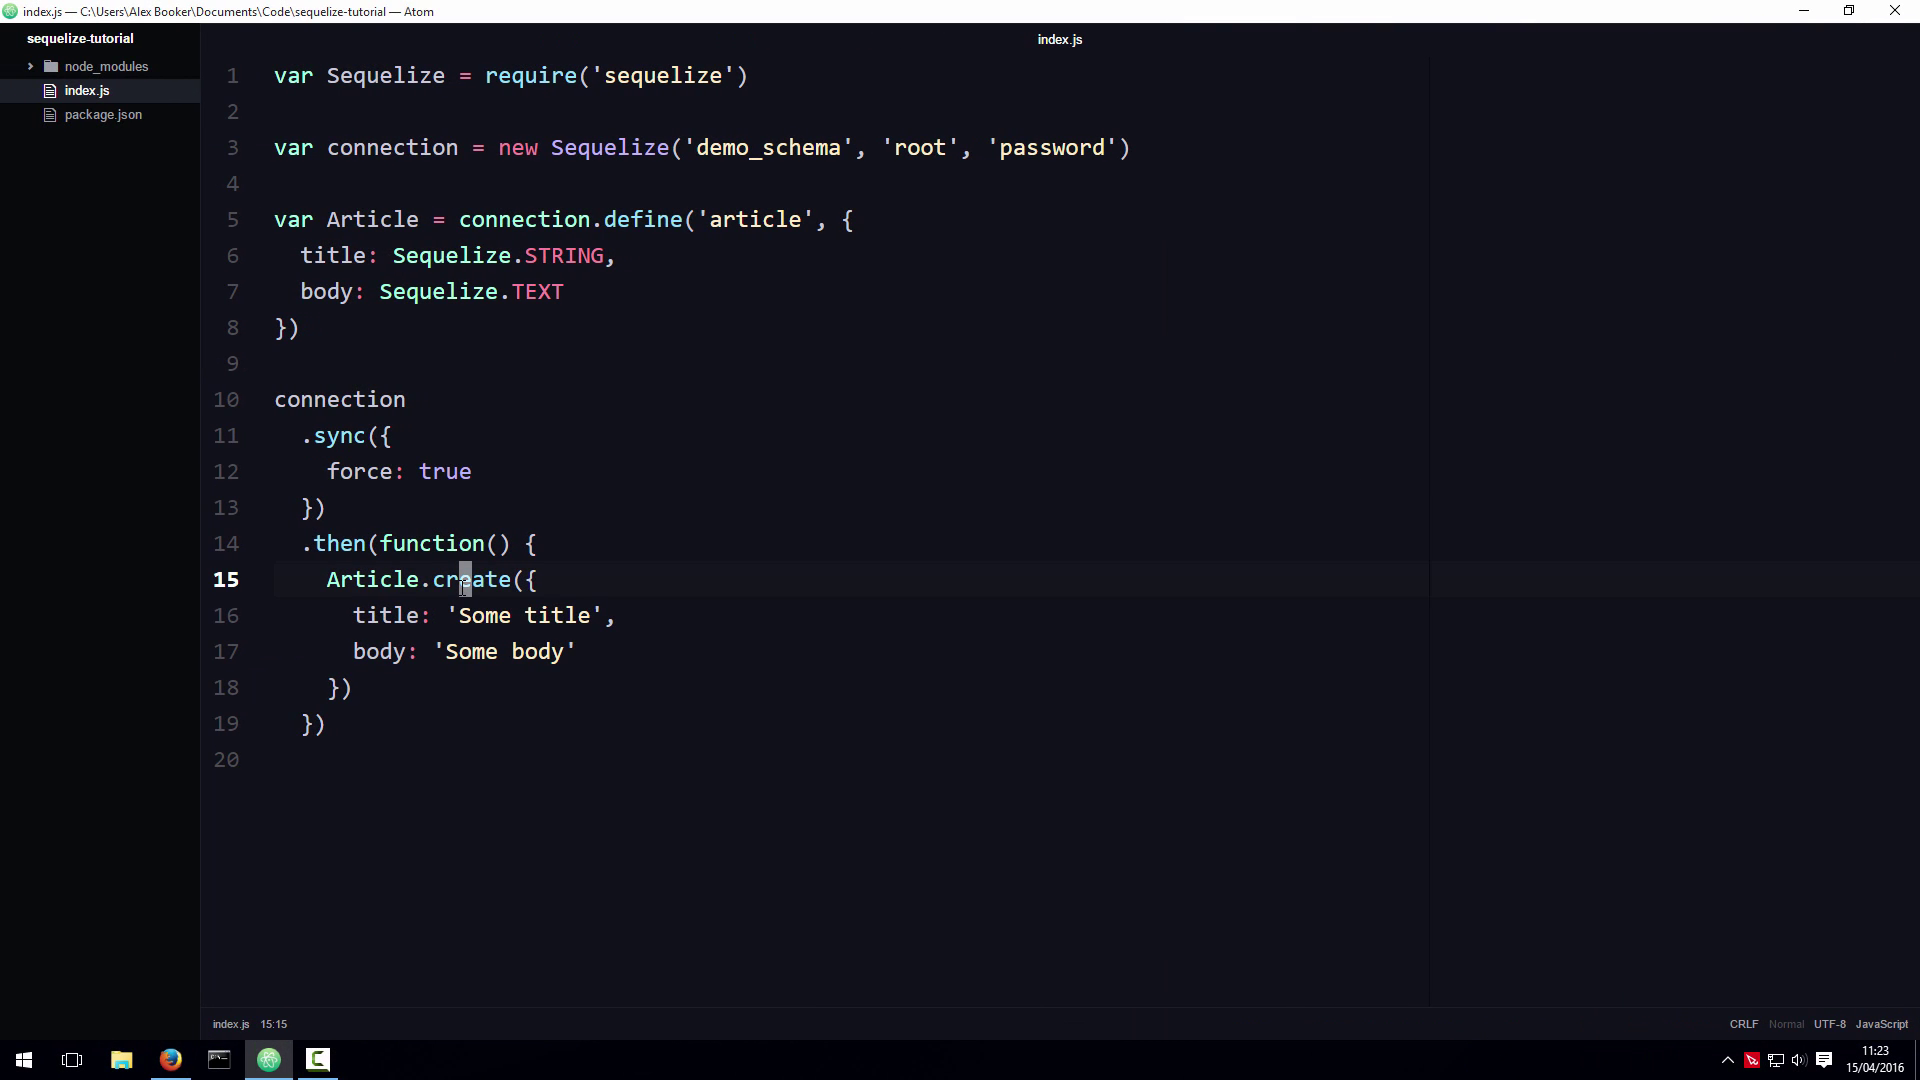 index.js — C:\Users\Alex Booker\Documents\Code\sequelize-tutorial — Atom
sequelize-tutorial
node_modules
index.js
package.json
index.js
1 var Sequelize = require('sequelize')
2
3 var connection = new Sequelize('demo_schema', 'root', 'password')
4
5 var Article = connection.define('article', {
6   title: Sequelize.STRING,
7   body: Sequelize.TEXT
8 })
9
10 connection
11   .sync({
12     force: true
13   })
14   .then(function() {
15     Article.create({
16       title: 'Some title',
17       body: 'Some body'
18     })
19   })
20
index.js 15:15
CRLF Normal UTF-8 JavaScript
11:23
15/04/2016